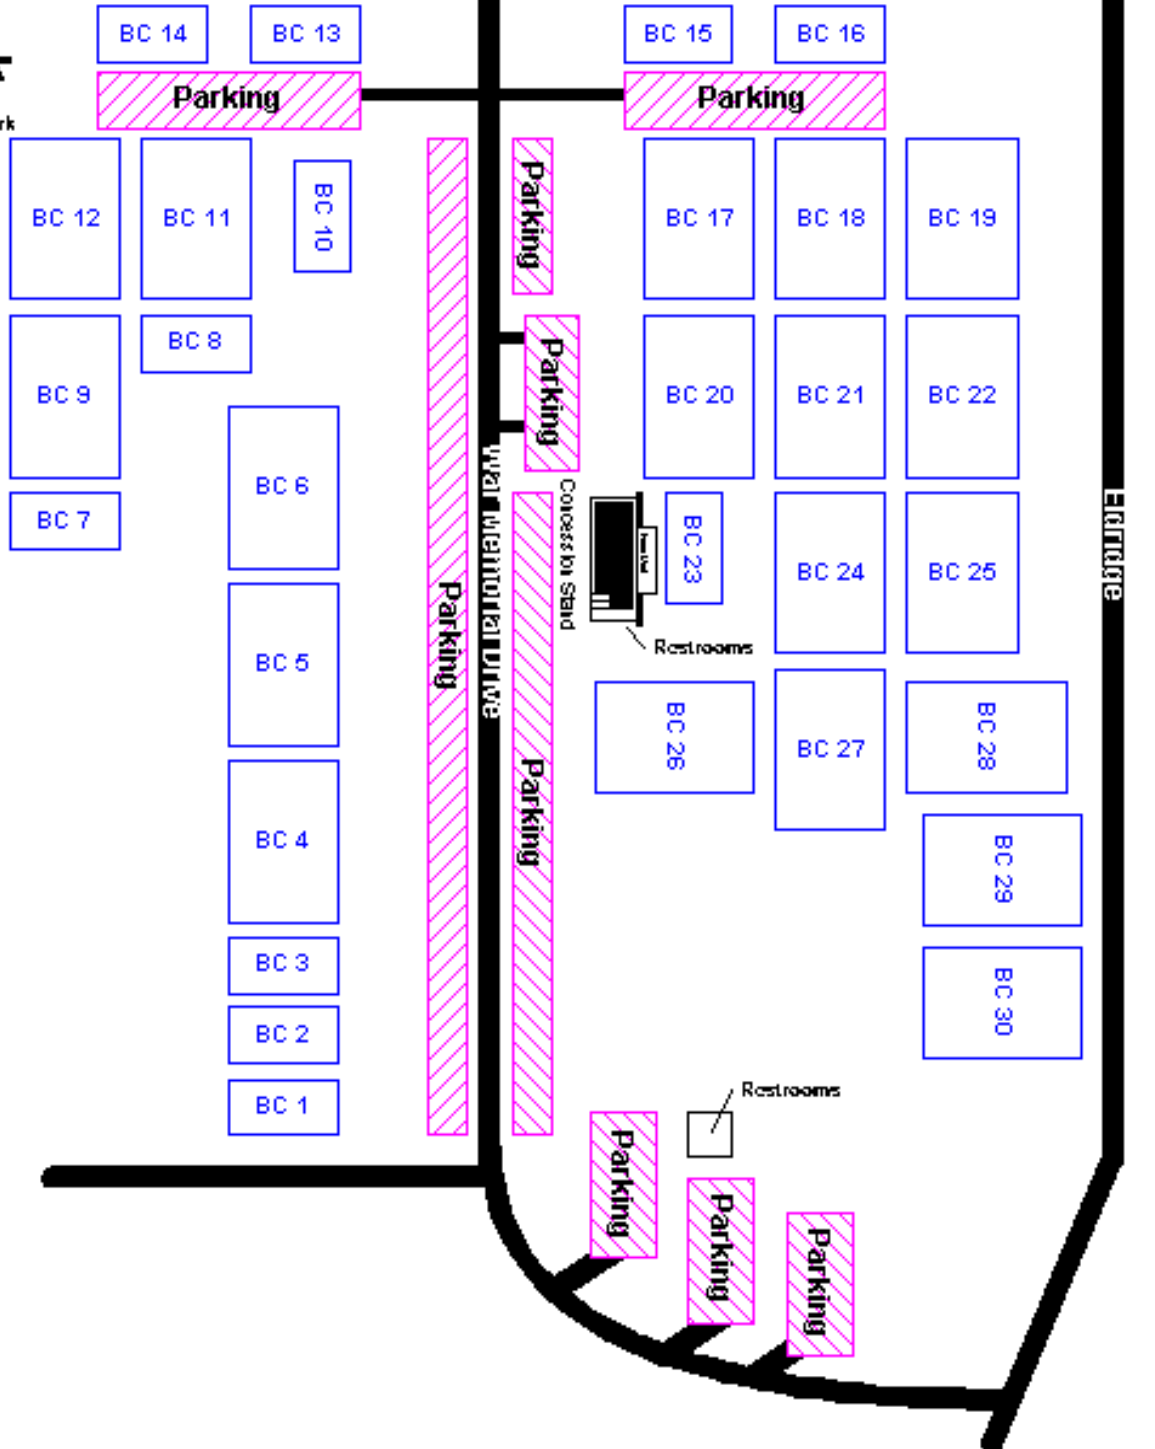 BC 14
BC 13
BC 15
BC 16
Parking
Parking
rk
BC 12
BC 11
BC 10
Parking
BC 17
BC 18
BC 19
BC 8
BC 9
Parking
BC 20
BC 21
BC 22
BC 6
BC 7
War Memorial Drive
Concession Stand
BC 23
BC 24
BC 25
Eldridge
Restrooms
Parking
BC 5
BC 26
BC 27
BC 28
Parking
BC 4
BC 29
BC 3
BC 30
BC 2
BC 1
Restrooms
Parking
Parking
Parking